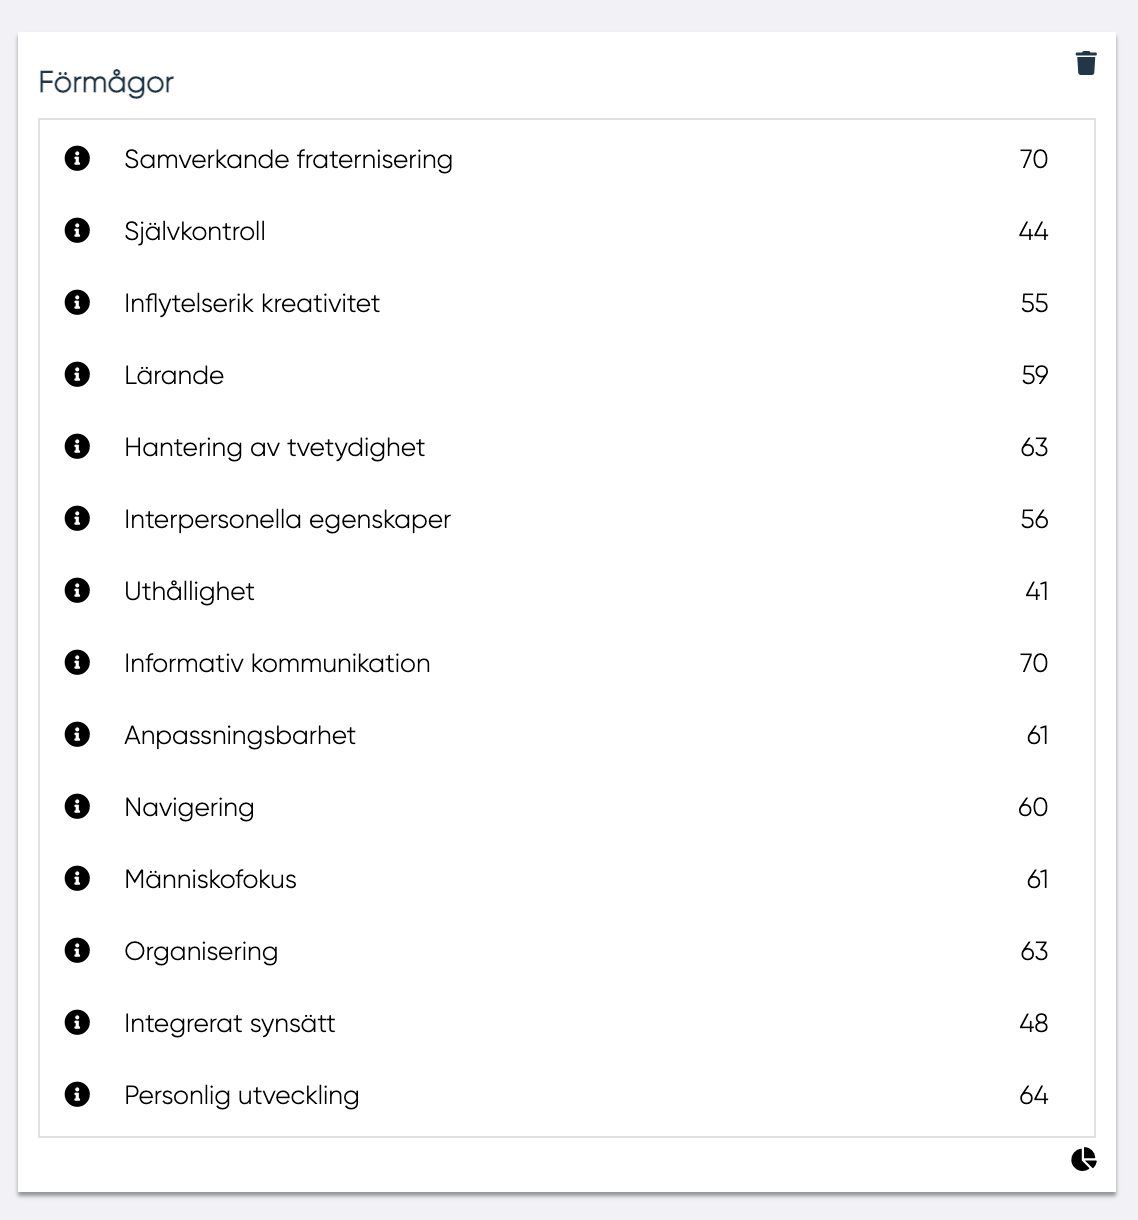 Förmågor
Samverkande fraternisering 70
Självkontroll 44
Inflytelserik kreativitet 55
Lärande 59
Hantering av tvetydighet 63
Interpersonella egenskaper 56
Uthållighet 41
Informativ kommunikation 70
Anpassningsbarhet 61
Navigering 60
Människofokus 61
Organisering 63
Integrerat synsätt 48
Personlig utveckling 64